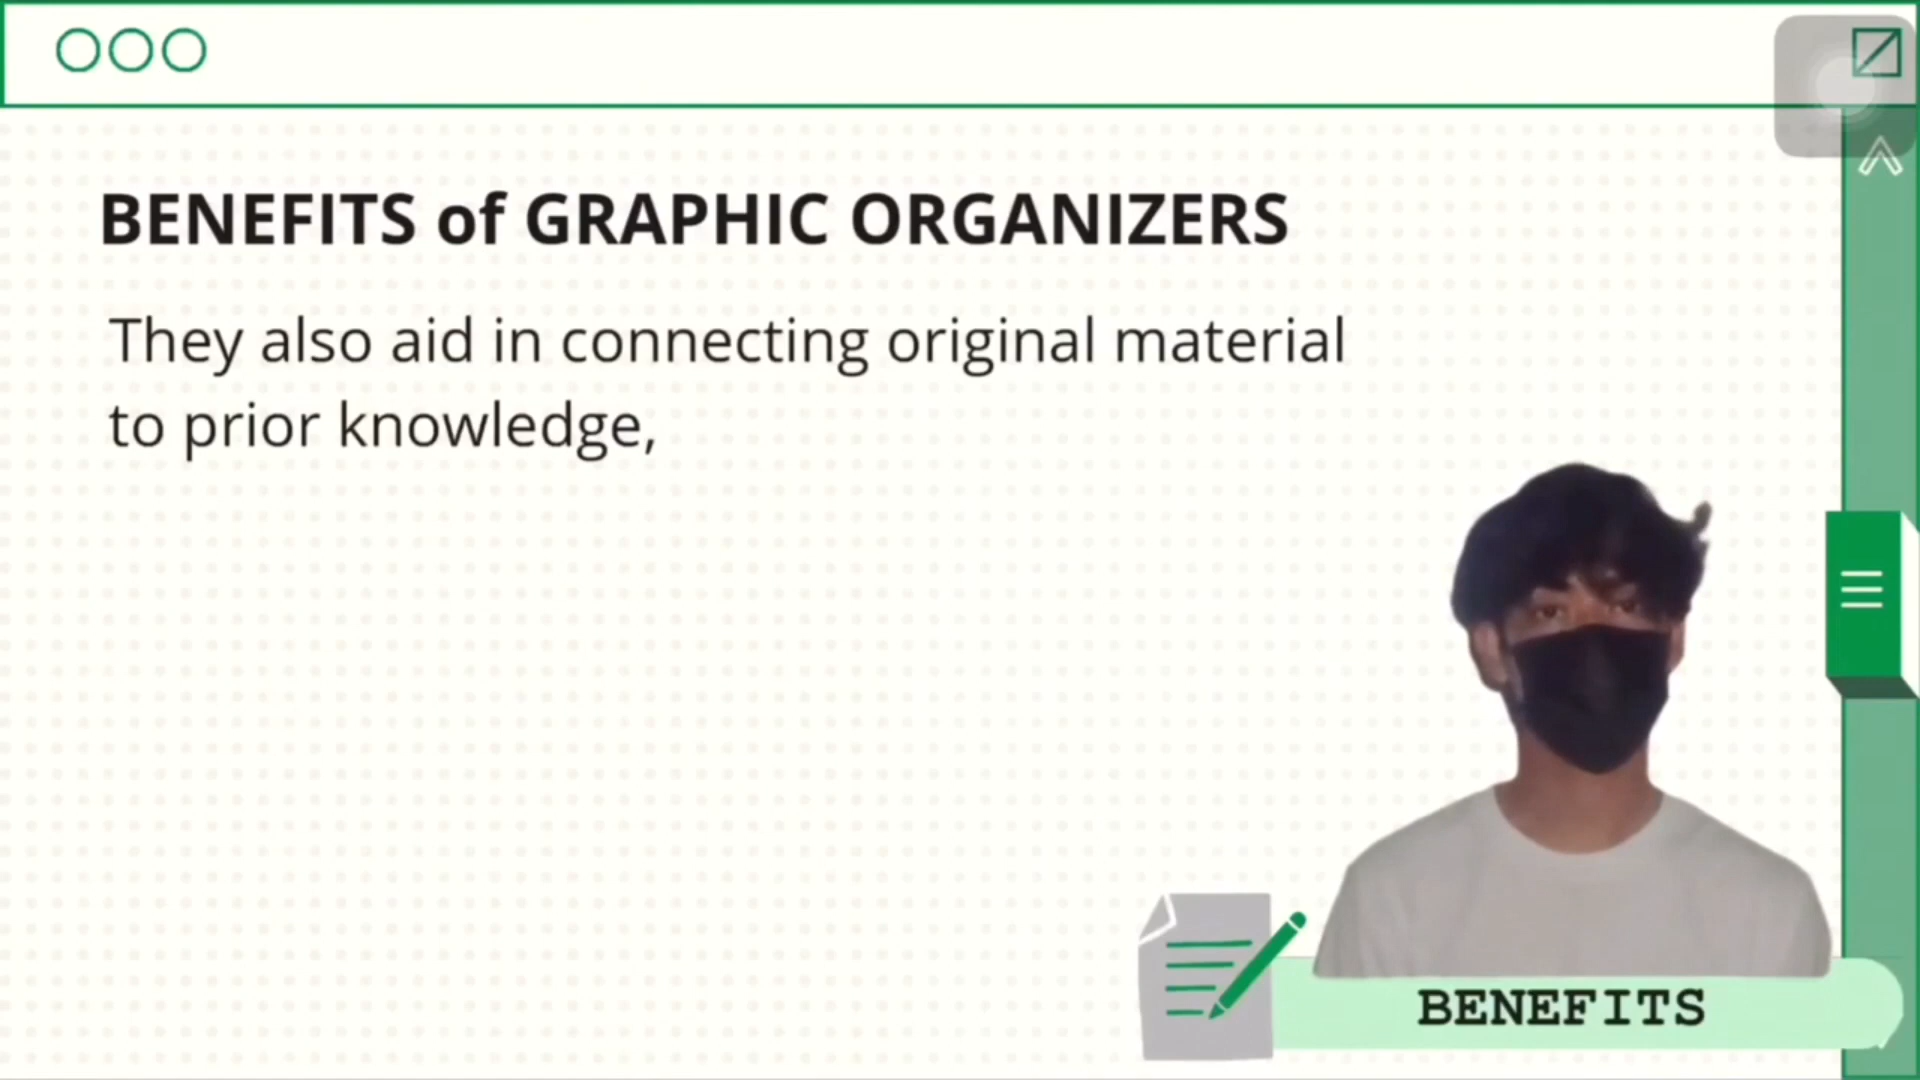 BENEFITS of GRAPHIC ORGANIZERS
They also aid in connecting original material
to prior knowledge,
BENEFITS